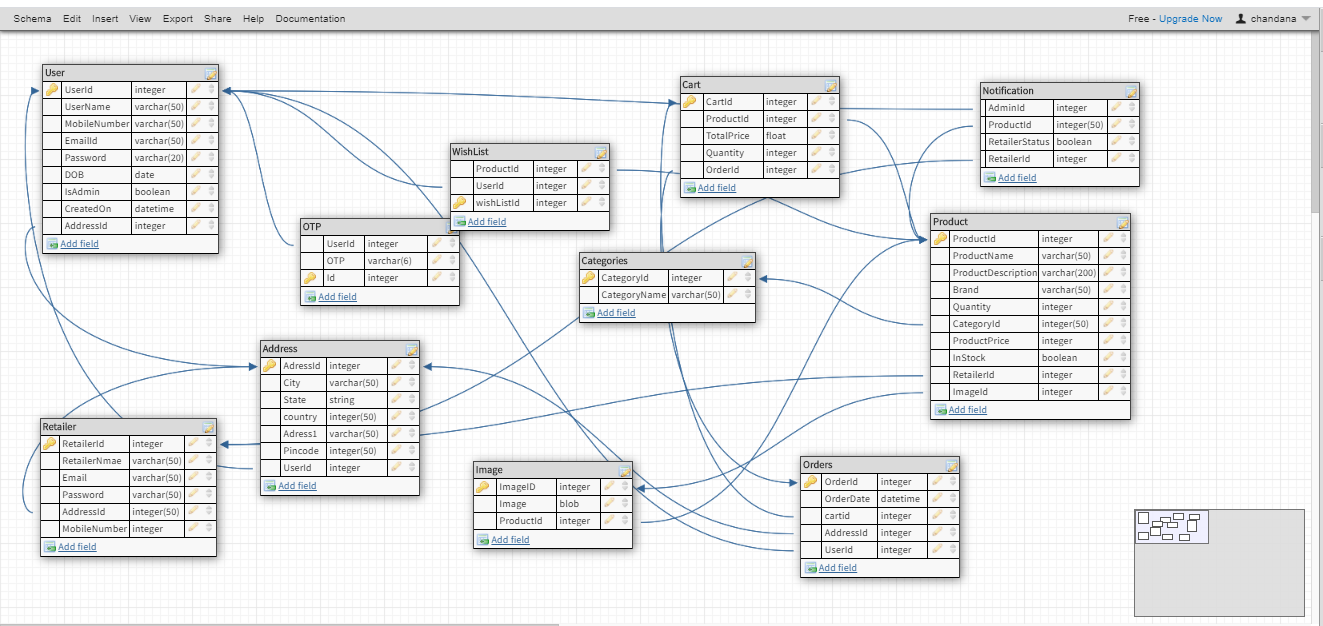 Schema Edit Insert View Export Share Help Documentation
Free - Upgrade Now chandana
User
UserId integer
UserName varchar(50)
MobileNumber varchar(50)
EmailId varchar(50)
Password varchar(20)
DOB date
IsAdmin boolean
CreatedOn datetime
AddressId integer
Add field
OTP
UserId integer
OTP varchar(6)
Id integer
Add field
WishList
ProductId integer
UserId integer
wishListId integer
Add field
Cart
CartId integer
ProductId integer
TotalPrice float
Quantity integer
OrderId integer
Add field
Notification
AdminId integer
ProductId integer(50)
RetailerStatus boolean
RetailerId integer
Add field
Categories
CategoryId integer
CategoryName varchar(50)
Add field
Product
ProductId integer
ProductName varchar(50)
ProductDescription varchar(200)
Brand varchar(50)
Quantity integer
CategoryId integer(50)
ProductPrice integer
InStock boolean
RetailerId integer
ImageId integer
Add field
Address
AdressId integer
City varchar(50)
State string
country integer(50)
Adress1 varchar(50)
Pincode integer(50)
UserId integer
Add field
Retailer
RetailerId integer
RetailerNmae varchar(50)
Email varchar(50)
Password varchar(50)
AddressId integer(50)
MobileNumber integer
Add field
Image
ImageID integer
Image blob
ProductId integer
Add field
Orders
OrderId integer
OrderDate datetime
cartid integer
AddressId integer
UserId integer
Add field